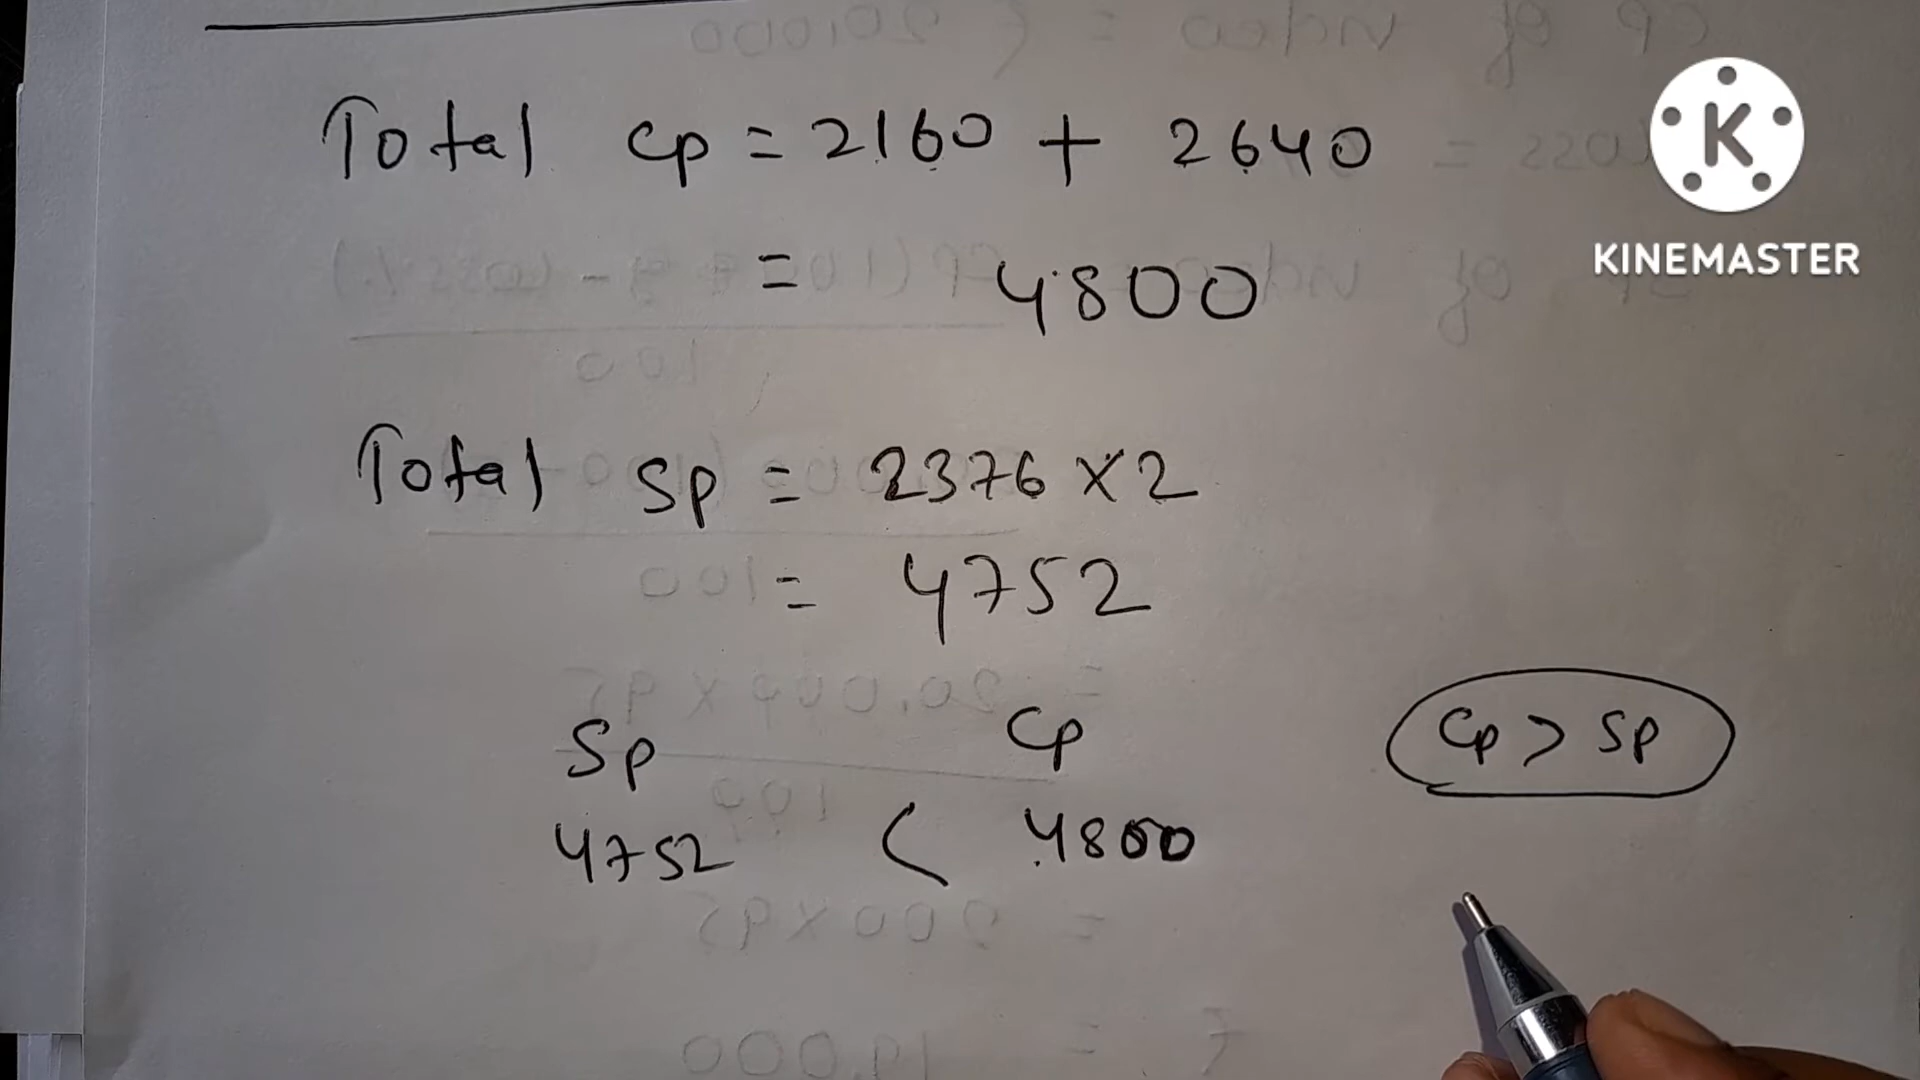 Total Cp = 2160 + 2640
= 4800
Total Sp = 2376 × 2
= 4752
Sp Cp
Cp > Sp
4752 < 4800
K
KINEMASTER